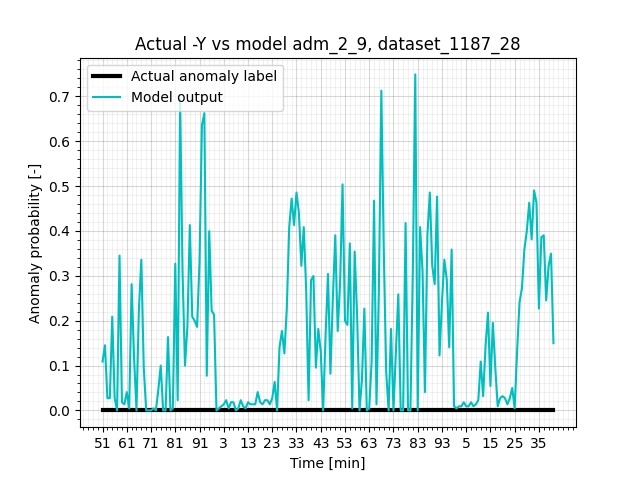 Actual -Y vs model adm_2_9, dataset_1187_28
Actual anomaly label
Model output
Anomaly probability [-]
0.7
0.6
0.5
0.4
0.3
0.2
0.1
0.0
51 61 71 81 91 3 13 23 33 43 53 63 73 83 93 5 15 25 35
Time [min]